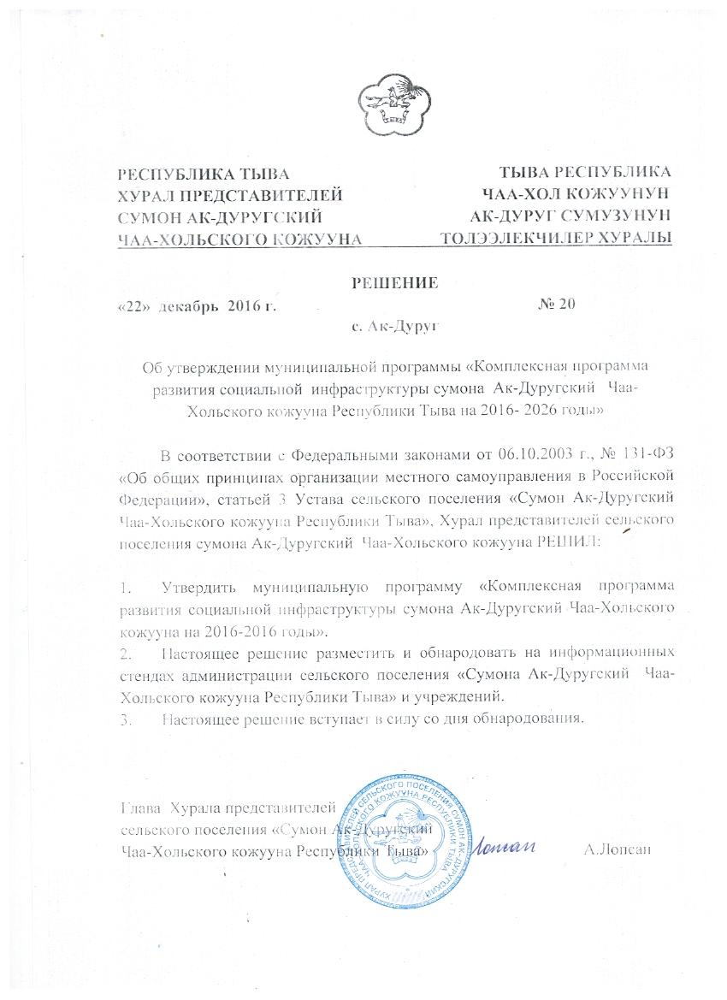 РЕСПУБЛИКА ТЫВА ТЫВА РЕСПУБЛИКА
ХУРАЛ ПРЕДСТАВИТЕЛЕЙ ЧАА-ХОЛ КОЖУУНУН
СУМОН АК-ДУРУГСКИЙ АК-ДУРУГ СУМУЗУНУН
ЧАА-ХОЛЬСКОГО КОЖУУНА ТОЛЭЭЛЕКЧИЛЕР ХУРАЛЫ
РЕШЕНИЕ
«22» декабрь 2016 г. № 20
с. Ак-Дуруг
Об утверждении муниципальной программы «Комплексная программа
развития социальной инфраструктуры сумона Ак-Дуругский Чаа-
Хольского кожууна Республики Тыва на 2016- 2026 годы»
В соответствии с Федеральными законами от 06.10.2003 г., № 131-ФЗ
«Об общих принципах организации местного самоуправления в Российской
Федерации», статьей 3 Устава сельского поселения «Сумон Ак-Дуругский
Чаа-Хольского кожууна Республики Тыва», Хурал представителей сельского
поселения сумона Ак-Дуругский Чаа-Хольского кожууна РЕШИЛ:
1. Утвердить муниципальную программу «Комплексная программа
развития социальной инфраструктуры сумона Ак-Дуругский Чаа-Хольского
кожууна на 2016-2016 годы».
2. Настоящее решение разместить и обнародовать на информационных
стендах администрации сельского поселения «Сумона Ак-Дуругский Чаа-
Хольского кожууна Республики Тыва» и учреждений.
3. Настоящее решение вступает в силу со дня обнародования.
Глава Хурала представителей
сельского поселения «Сумон Ак-Дуругский
Чаа-Хольского кожууна Республики Тыва» Лопсан А.Лопсан
ХУРАЛ ПРЕДСТАВИТЕЛЕЙ СЕЛЬСКОГО ПОСЕЛЕНИЯ СУМОН АК-ДУРУГСКИЙ
ЧАА-ХОЛЬСКОГО КОЖУУНА РЕСПУБЛИКИ ТЫВА